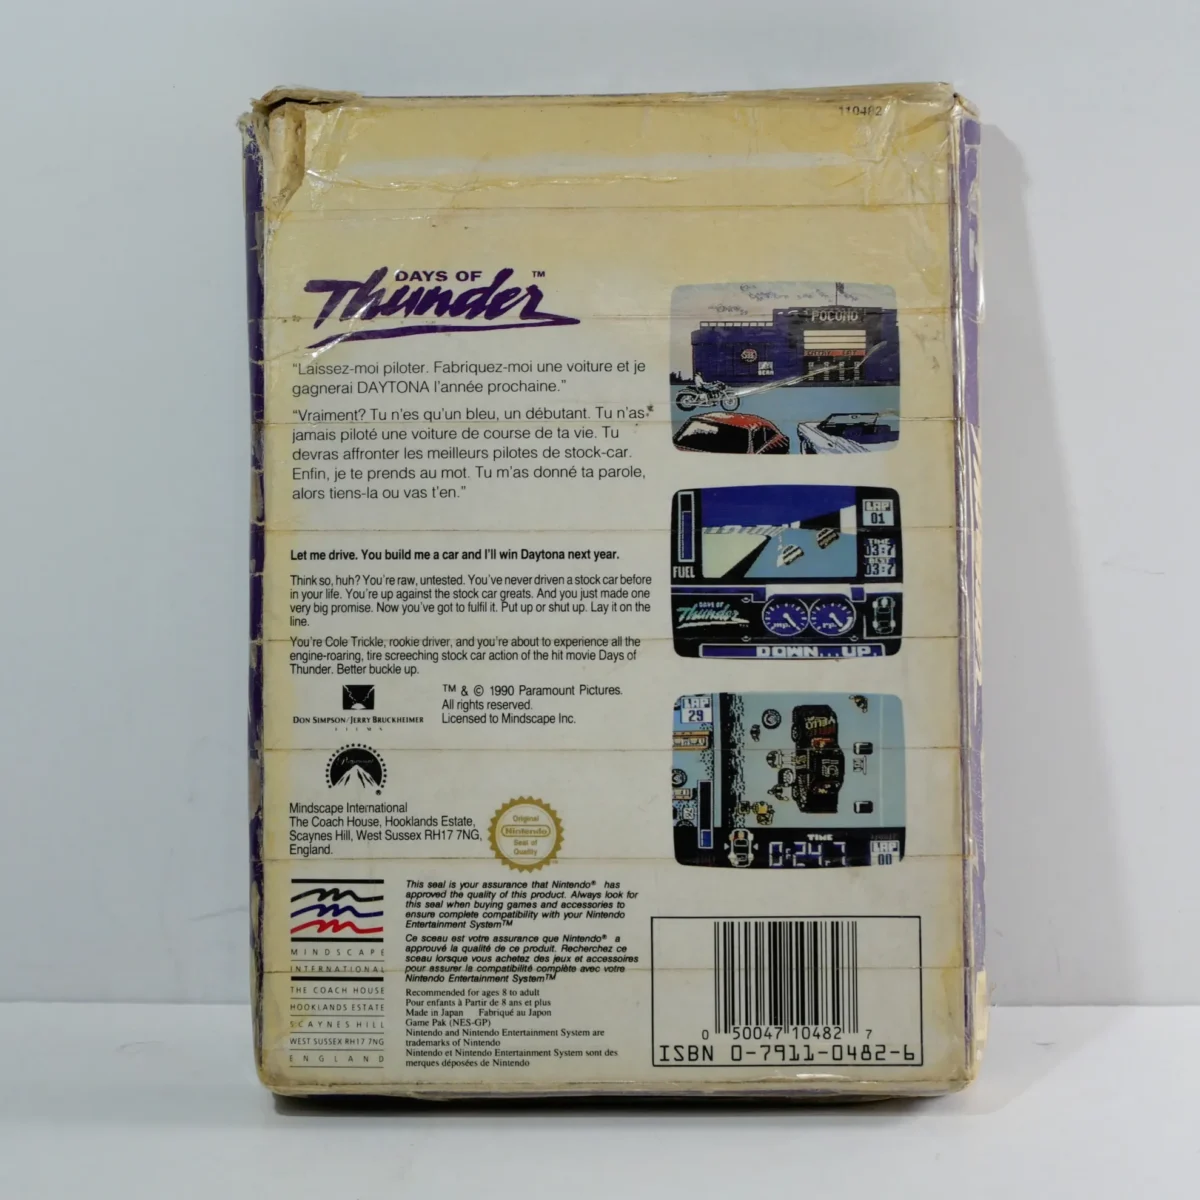 110482
DAYS OF
Thunder™
"Laissez-moi piloter. Fabriquez-moi une voiture et je
gagnerai DAYTONA l'année prochaine."
"Vraiment? Tu n'es qu'un bleu, un débutant. Tu n'as
jamais piloté une voiture de course de ta vie. Tu
devras affronter les meilleurs pilotes de stock-car.
Enfin, je te prends au mot. Tu m'as donné ta parole,
alors tiens-la ou vas t'en."
Let me drive. You build me a car and I'll win Daytona next year.
Think so, huh? You're raw, untested. You've never driven a stock car before
in your life. You're up against the stock car greats. And you just made one
very big promise. Now you've got to fulfil it. Put up or shut up. Lay it on the
line.
You're Cole Trickle, rookie driver, and you're about to experience all the
engine-roaring, tire screeching stock car action of the hit movie Days of
Thunder. Better buckle up.
DON SIMPSON/JERRY BRUCKHEIMER
FILMS
TM & © 1990 Paramount Pictures.
All rights reserved.
Licensed to Mindscape Inc.
Paramount
®
Mindscape International
The Coach House, Hooklands Estate,
Scaynes Hill, West Sussex RH17 7NG,
England.
Original
Nintendo
Seal of
Quality
MINDSCAPE
INTERNATIONAL
THE COACH HOUSE
HOOKLANDS ESTATE
SCAYNES HILL
WEST SUSSEX RH17 7NG
ENGLAND
This seal is your assurance that Nintendo® has
approved the quality of this product. Always look for
this seal when buying games and accessories to
ensure complete compatibility with your Nintendo
Entertainment System™
Ce sceau est votre assurance que Nintendo® a
approuvé la qualité de ce produit. Recherchez ce
sceau lorsque vous achetez des jeux et accessoires
pour assurer la compatibilité complète avec votre
Nintendo Entertainment System™
Recommended for ages 8 to adult
Pour enfants à Partir de 8 ans et plus
Made in Japan Fabriqué au Japon
Game Pak (NES-GP)
Nintendo and Nintendo Entertainment System are
trademarks of Nintendo
Nintendo et Nintendo Entertainment System sont des
merques déposées de Nintendo
POCONO
LAP
01
TIME
FUEL
DAYS OF
Thunder
DOWN...UP.
LAP
29
TIME
0:24.7
LAP
00
0 50047 10482 7
ISBN 0-7911-0482-6